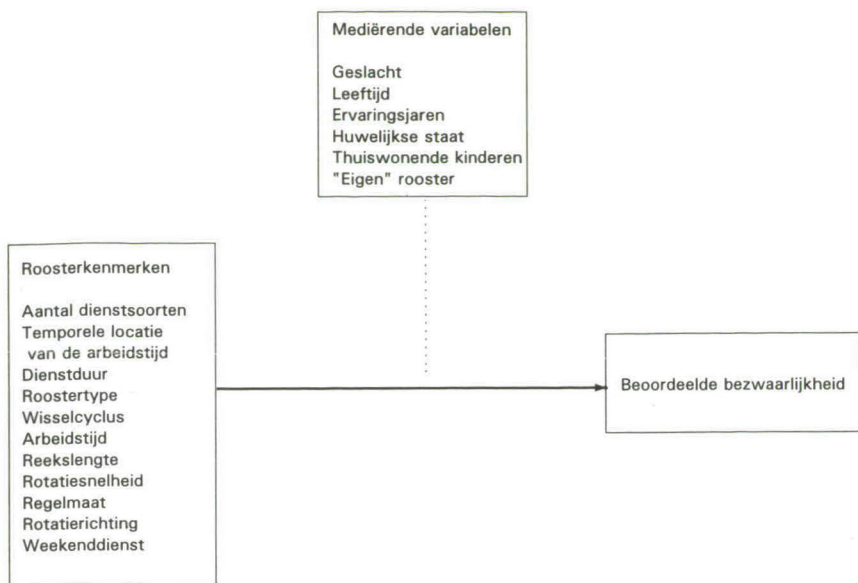 Mediërende variabelen
Geslacht
Leeftijd
Ervaringsjaren
Huwelijkse staat
Thuiswonende kinderen
"Eigen" rooster
Roosterkenmerken
Aantal dienstsoorten
Temporele locatie
van de arbeidstijd
Dienstduur
Roostertype
Wisselcyclus
Arbeidstijd
Reekslengte
Rotatiesnelheid
Regelmaat
Rotatierichting
Weekenddienst
Beoordeelde bezwaarlijkheid